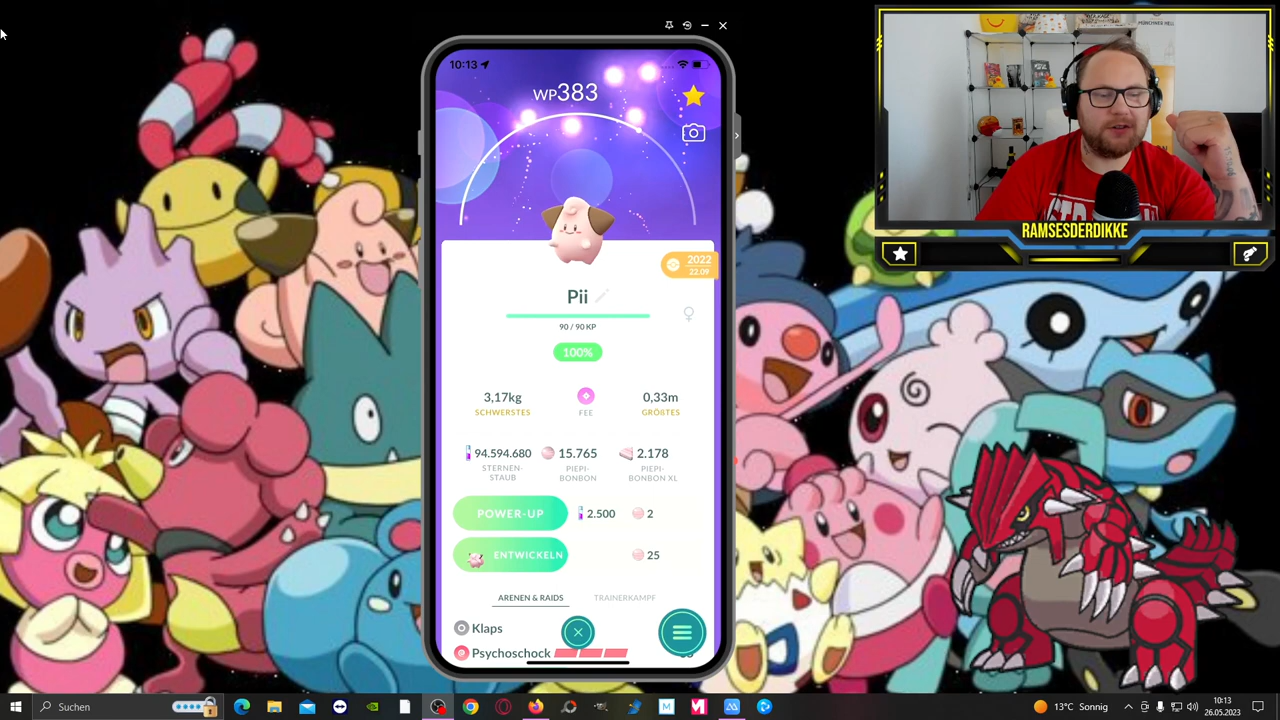 10:13
WP383
2022
22.09
Pii
90 / 90 KP
100%
3,17kg
SCHWERSTES
FEE
0,33m
GRÖßTES
94.594.680
STERNEN-
STAUB
15.765
PIEPI-
BONBON
2.178
PIEPI-
BONBON XL
POWER-UP
2.500
2
ENTWICKELN
25
ARENEN & RAIDS
TRAINERKAMPF
Klaps
Psychoschock
RAMSESDERDIKKE
Suchen
13°C Sonnig
10:13
26.05.2023